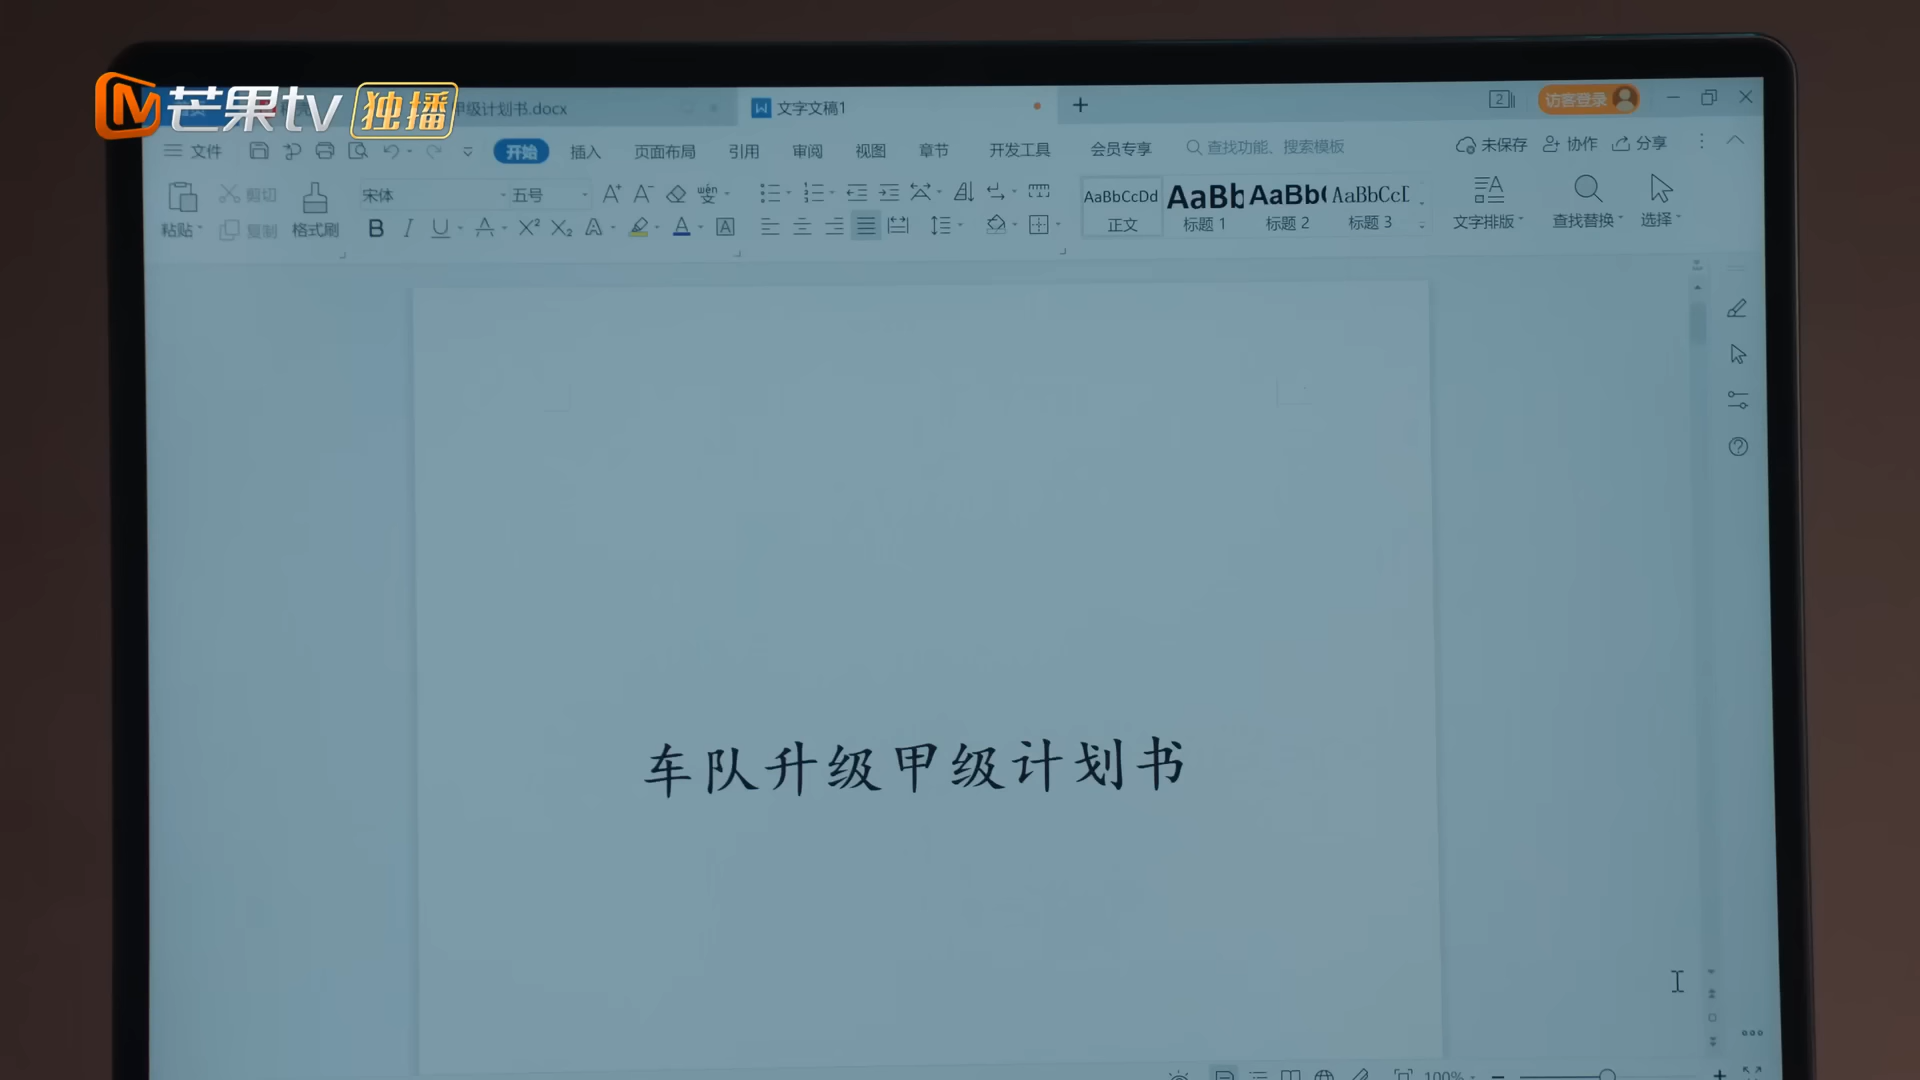 芒果tv 独播
甲级计划书.docx
文字文稿1
2
访客登录
文件
开始
插入
页面布局
引用
审阅
视图
章节
开发工具
会员专享
查找功能、搜索模板
未保存
协作
分享
粘贴
剪切
复制
格式刷
宋体
五号
AaBbCcDd
正文
AaBb
标题 1
AaBb
标题 2
AaBbCc
标题 3
文字排版
查找替换
选择
车队升级甲级计划书
100%